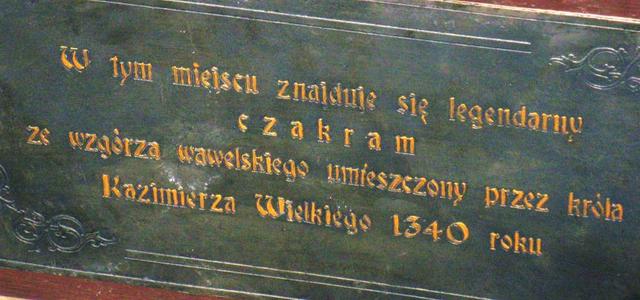 W tym miejscu znajduje się legendarny
czakram
ze wzgórza wawelskiego umieszczony przez króla
Kazimierza Wielkiego 1340 roku